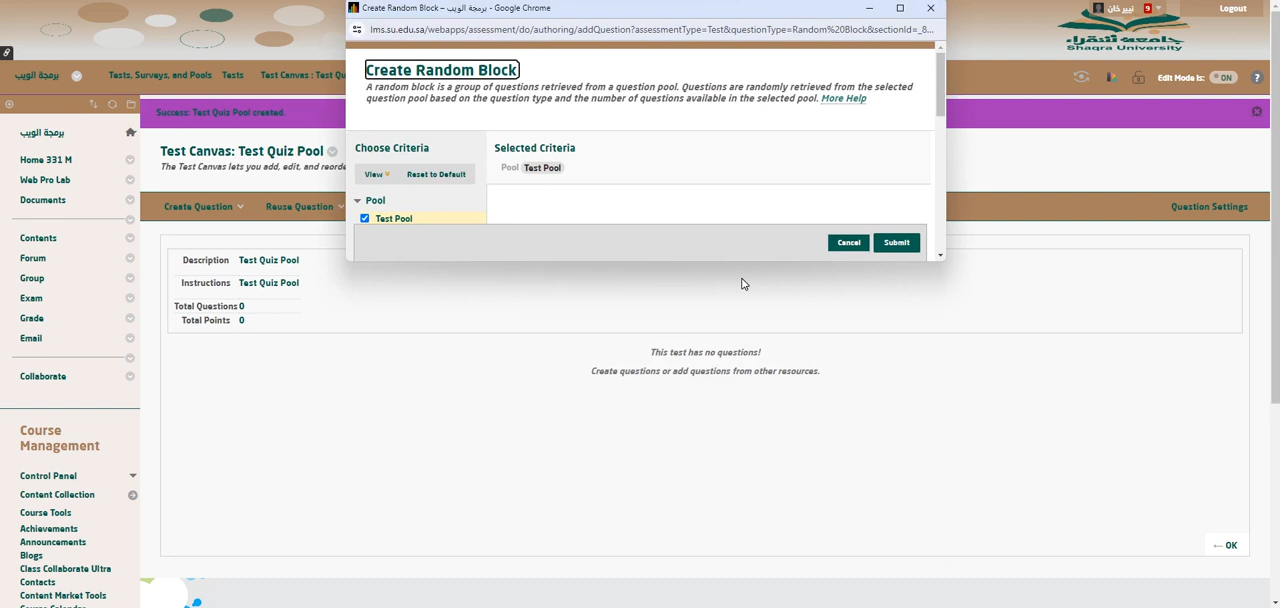 Create Random Block – برمجة الويب - Google Chrome
lms.su.edu.sa/webapps/assessment/do/authoring/addQuestion?assessmentType=Test&questionType=Random%20Block&sectionId=_8...
نيير خان 9 Logout
جامعة شقراء
Shaqra University
برمجة الويب Tests, Surveys, and Pools Tests Test Canvas : Test Qu
Edit Mode is: ON ?
Success: Test Quiz Pool created.
Create Random Block
A random block is a group of questions retrieved from a question pool. Questions are randomly retrieved from the selected
question pool based on the question type and the number of questions available in the selected pool. More Help
Choose Criteria
View Reset to Default
Pool
Test Pool
Selected Criteria
Pool Test Pool
Cancel Submit
Test Canvas: Test Quiz Pool
The Test Canvas lets you add, edit, and reorde
Create Question Reuse Question Question Settings
Description Test Quiz Pool
Instructions Test Quiz Pool
Total Questions 0
Total Points 0
This test has no questions!
Create questions or add questions from other resources.
← OK
برمجة الويب
Home 331 M
Web Pro Lab
Documents
Contents
Forum
Group
Exam
Grade
Email
Collaborate
Course
Management
Control Panel
Content Collection
Course Tools
Achievements
Announcements
Blogs
Class Collaborate Ultra
Contacts
Content Market Tools
Course Calendar